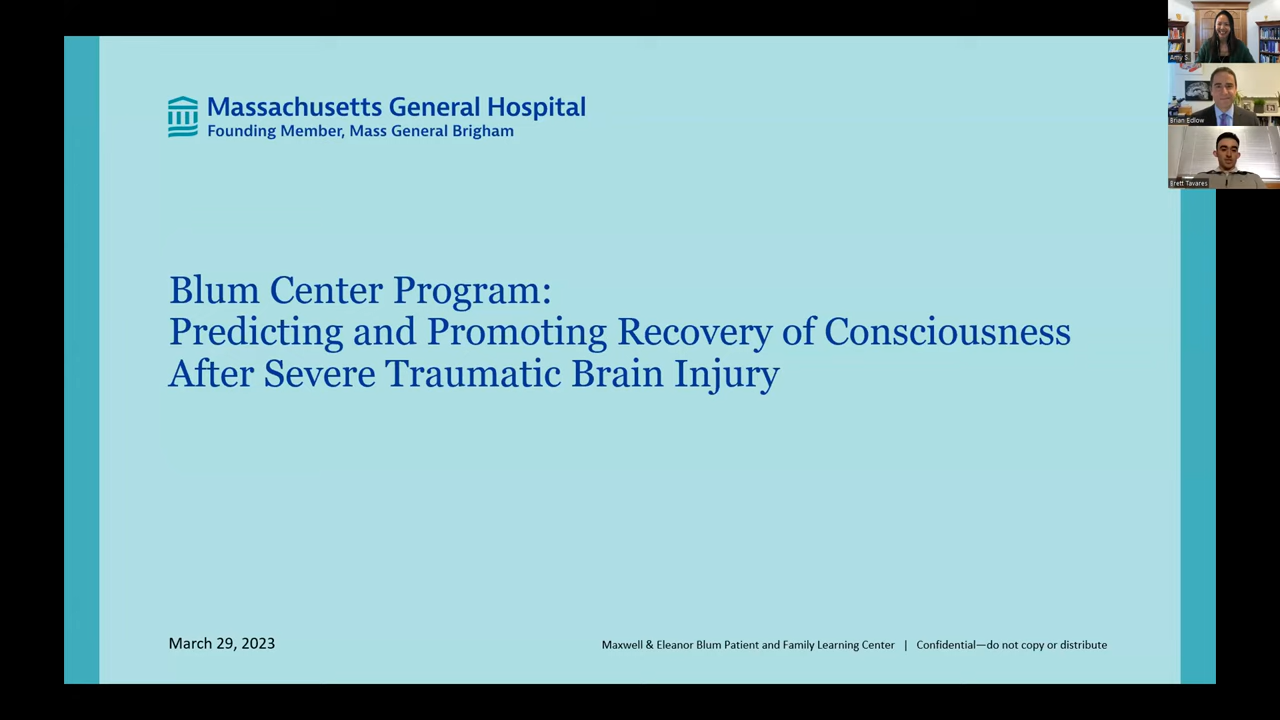 Massachusetts General Hospital
Founding Member, Mass General Brigham
Amy S.
Brian Edlow
Brett Tavares
Blum Center Program:
Predicting and Promoting Recovery of Consciousness
After Severe Traumatic Brain Injury
March 29, 2023
Maxwell & Eleanor Blum Patient and Family Learning Center | Confidential—do not copy or distribute